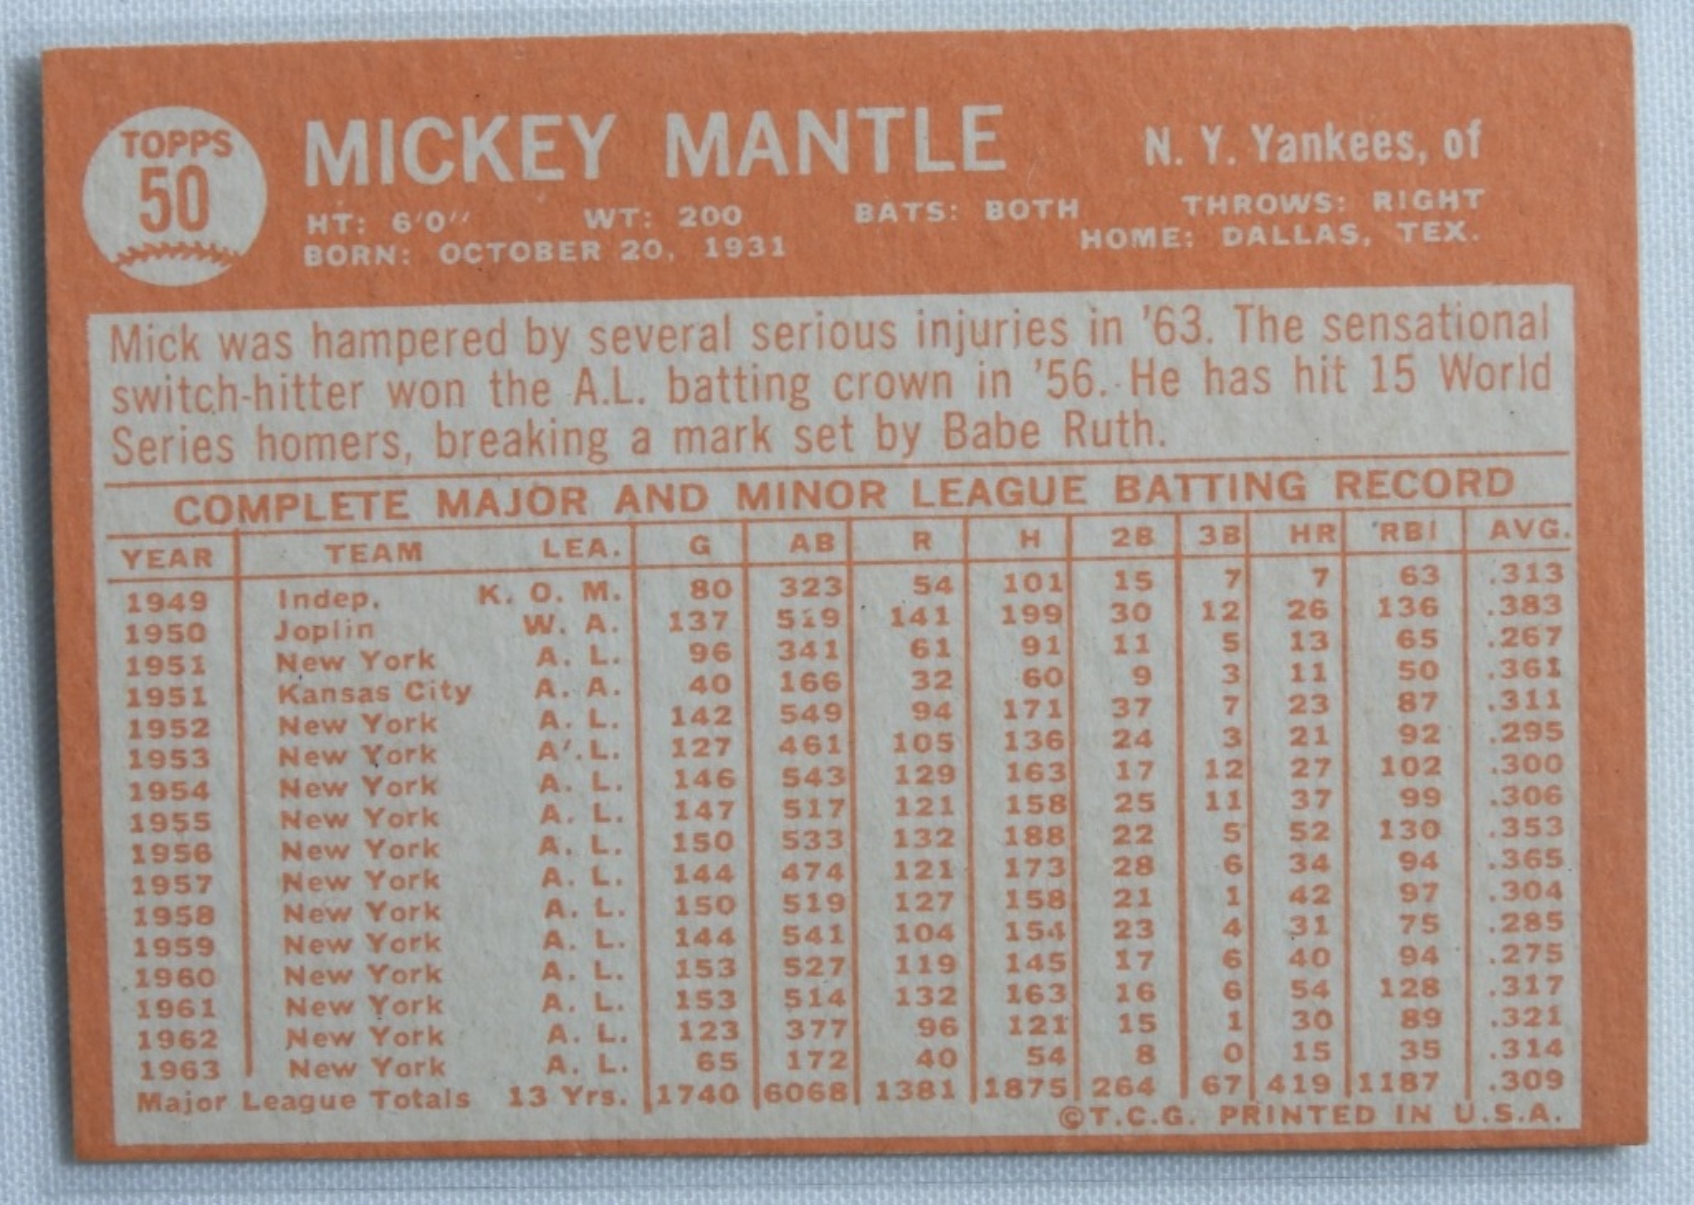 TOPPS
50
MICKEY MANTLE
N. Y. Yankees, of
HT: 6'0" WT: 200 BATS: BOTH THROWS: RIGHT
BORN: OCTOBER 20, 1931 HOME: DALLAS, TEX.
Mick was hampered by several serious injuries in '63. The sensational
switch-hitter won the A.L. batting crown in '56. He has hit 15 World
Series homers, breaking a mark set by Babe Ruth.
COMPLETE MAJOR AND MINOR LEAGUE BATTING RECORD
YEAR TEAM LEA. G AB R H 2B 3B HR RBI AVG.
1949 Indep. K. O. M. 80 323 54 101 15 7 7 63 .313
1950 Joplin W. A. 137 519 141 199 30 12 26 136 .383
1951 New York A. L. 96 341 61 91 11 5 13 65 .267
1951 Kansas City A. A. 40 166 32 60 9 3 11 50 .361
1952 New York A. L. 142 549 94 171 37 7 23 87 .311
1953 New York A. L. 127 461 105 136 24 3 21 92 .295
1954 New York A. L. 146 543 129 163 17 12 27 102 .300
1955 New York A. L. 147 517 121 158 25 11 37 99 .306
1956 New York A. L. 150 533 132 188 22 5 52 130 .353
1957 New York A. L. 144 474 121 173 28 6 34 94 .365
1958 New York A. L. 150 519 127 158 21 1 42 97 .304
1959 New York A. L. 144 541 104 154 23 4 31 75 .285
1960 New York A. L. 153 527 119 145 17 6 40 94 .275
1961 New York A. L. 153 514 132 163 16 6 54 128 .317
1962 New York A. L. 123 377 96 121 15 1 30 89 .321
1963 New York A. L. 65 172 40 54 8 0 15 35 .314
Major League Totals 13 Yrs. 1740 6068 1381 1875 264 67 419 1187 .309
©T.C.G. PRINTED IN U.S.A.